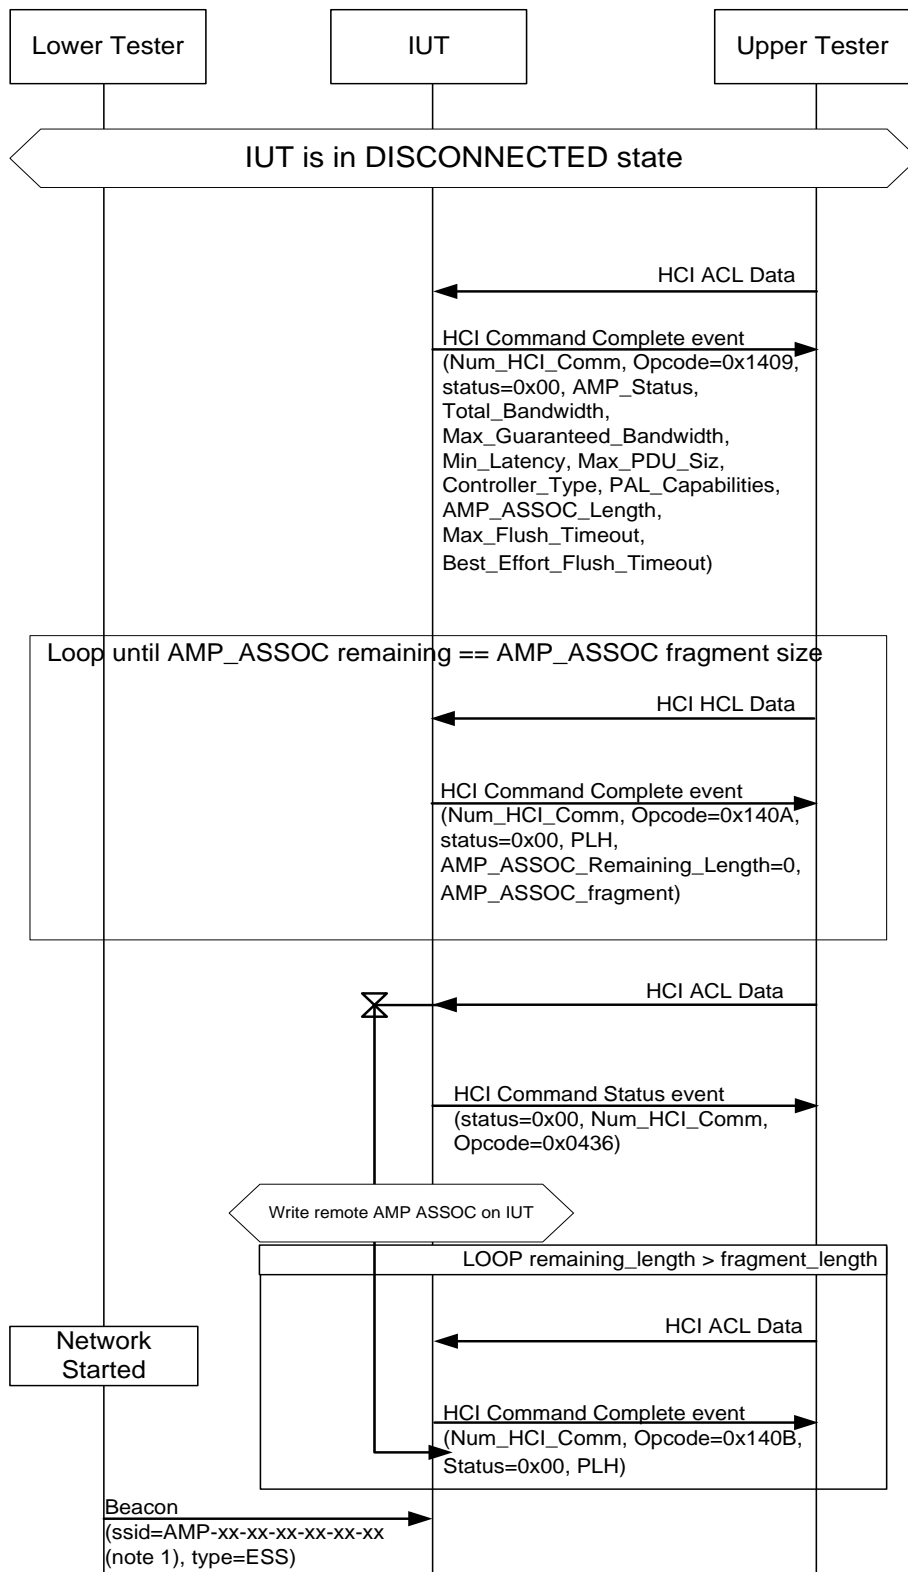 Lower Tester
IUT
Upper Tester
IUT is in DISCONNECTED state
HCI ACL Data
HCI Command Complete event
(Num_HCI_Comm, Opcode=0x1409,
status=0x00, AMP_Status,
Total_Bandwidth,
Max_Guaranteed_Bandwidth,
Min_Latency, Max_PDU_Siz,
Controller_Type, PAL_Capabilities,
AMP_ASSOC_Length,
Max_Flush_Timeout,
Best_Effort_Flush_Timeout)
Loop until AMP_ASSOC remaining == AMP_ASSOC fragment size
HCI HCL Data
HCI Command Complete event
(Num_HCI_Comm, Opcode=0x140A,
status=0x00, PLH,
AMP_ASSOC_Remaining_Length=0,
AMP_ASSOC_fragment)
HCI ACL Data
HCI Command Status event
(status=0x00, Num_HCI_Comm,
Opcode=0x0436)
Write remote AMP ASSOC on IUT
LOOP remaining_length > fragment_length
HCI ACL Data
Network
Started
HCI Command Complete event
(Num_HCI_Comm, Opcode=0x140B,
Status=0x00, PLH)
Beacon
(ssid=AMP-xx-xx-xx-xx-xx-xx
(note 1), type=ESS)